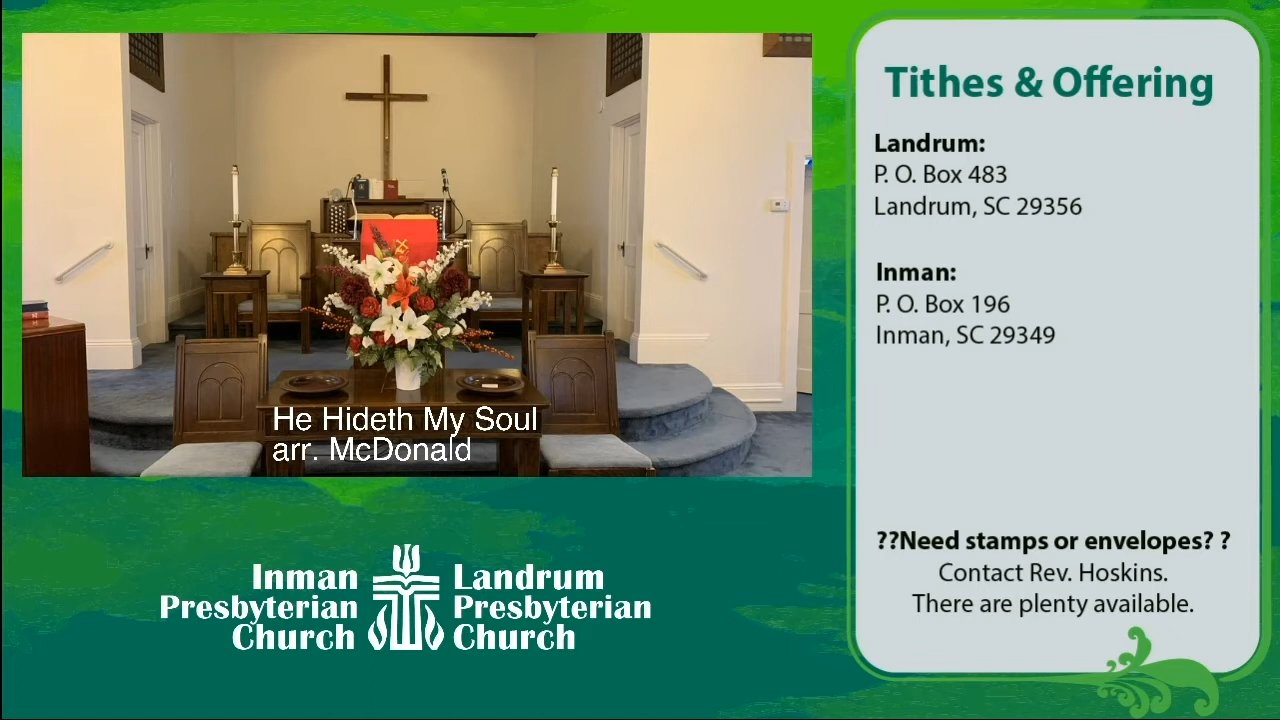 He Hideth My Soul
arr. McDonald
Inman
Presbyterian
Church
Landrum
Presbyterian
Church
Tithes & Offering
Landrum:
P. O. Box 483
Landrum, SC 29356
Inman:
P. O. Box 196
Inman, SC 29349
??Need stamps or envelopes? ?
Contact Rev. Hoskins.
There are plenty available.